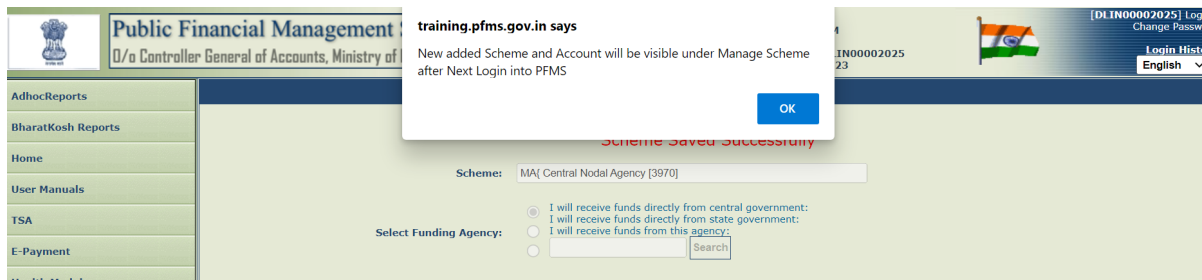 Public Financial Management
O/o Controller General of Accounts, Ministry of
training.pfms.gov.in says
New added Scheme and Account will be visible under Manage Scheme
after Next Login into PFMS
OK
IN00002025
23
[DLIN00002025] Log
Change Passw
Login Hist
English
AdhocReports
BharatKosh Reports
Home
User Manuals
TSA
E-Payment
Scheme Saved Successfully
Scheme:
MA{ Central Nodal Agency [3970]
Select Funding Agency:
I will receive funds directly from central government:
I will receive funds directly from state government:
I will receive funds from this agency:
Search